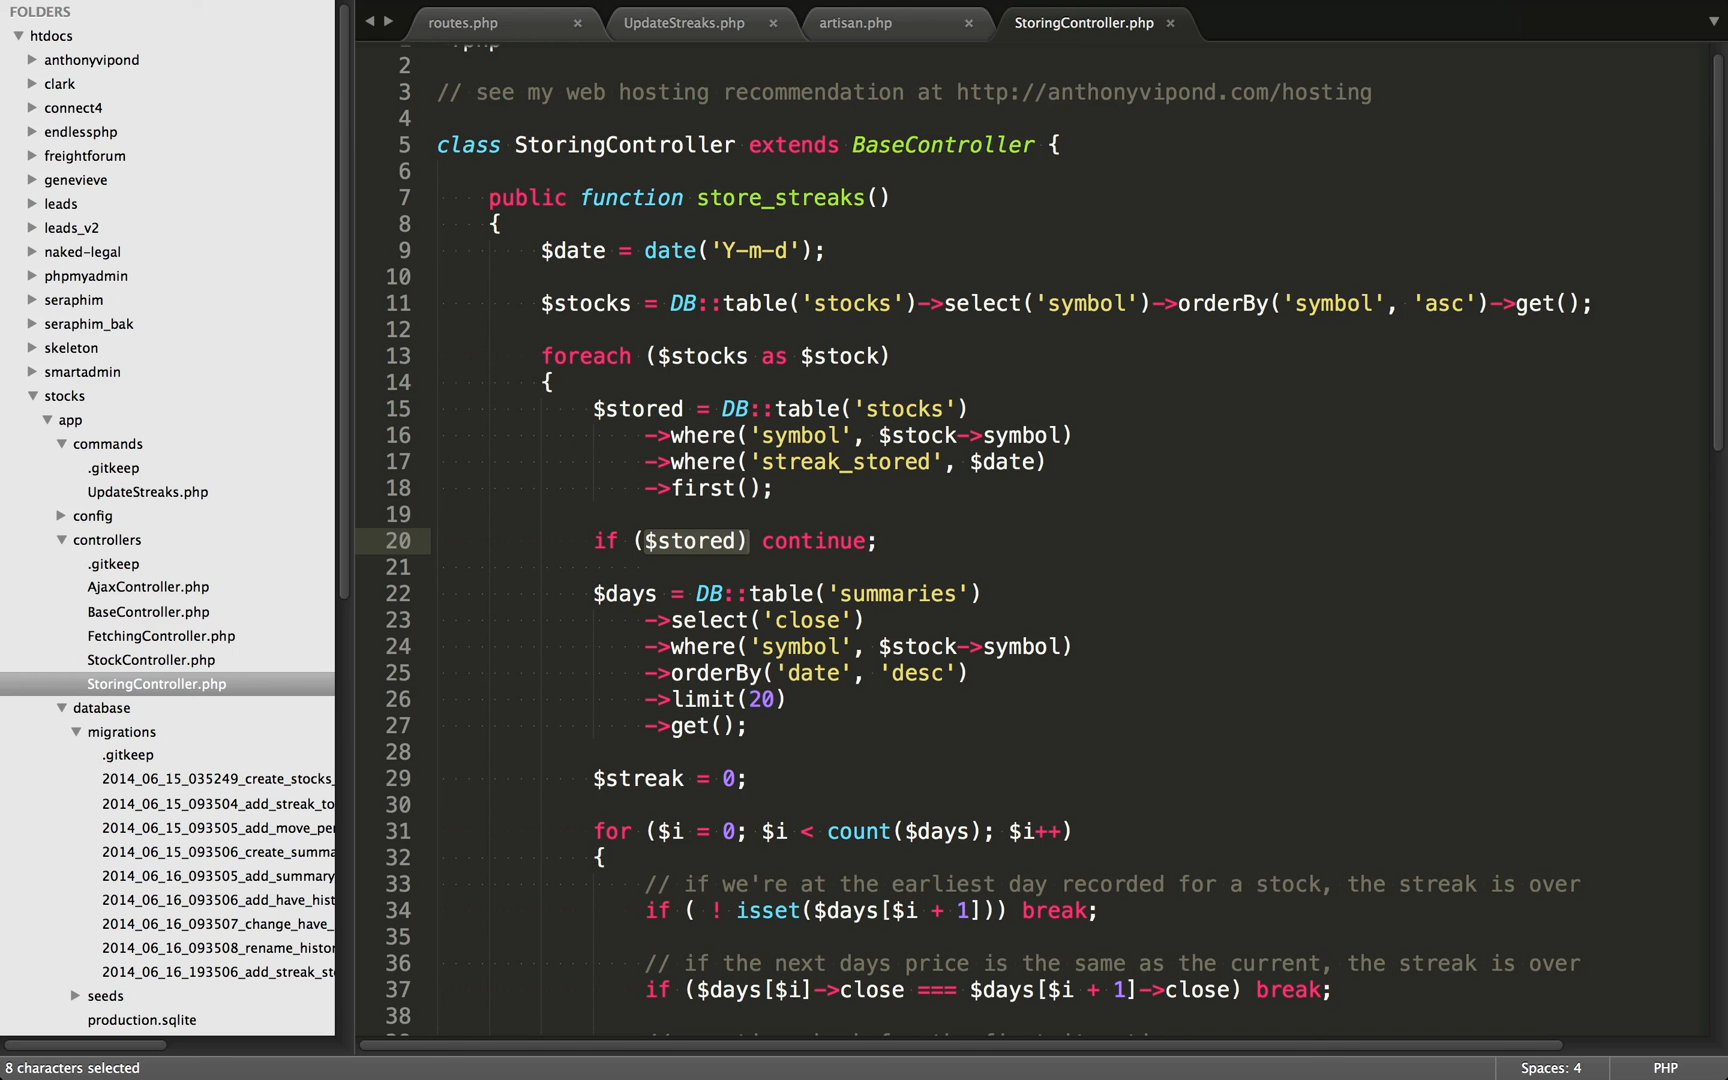 FOLDERS
htdocs
anthonyvipond
clark
connect4
endlessphp
freightforum
genevieve
leads
leads_v2
naked-legal
phpmyadmin
seraphim
seraphim_bak
skeleton
smartadmin
stocks
app
commands
.gitkeep
UpdateStreaks.php
config
controllers
.gitkeep
AjaxController.php
BaseController.php
FetchingController.php
StockController.php
StoringController.php
database
migrations
.gitkeep
2014_06_15_035249_create_stocks_
2014_06_15_093504_add_streak_to
2014_06_15_093505_add_move_per
2014_06_15_093506_create_summa
2014_06_16_093505_add_summary
2014_06_16_093506_add_have_hist
2014_06_16_093507_change_have_
2014_06_16_093508_rename_histor
2014_06_16_193506_add_streak_st
seeds
production.sqlite
routes.php × UpdateStreaks.php × artisan.php × StoringController.php ×
2
3 // see my web hosting recommendation at http://anthonyvipond.com/hosting
4
5 class StoringController extends BaseController {
6
7 public function store_streaks()
8 {
9 $date = date('Y-m-d');
10
11 $stocks = DB::table('stocks')->select('symbol')->orderBy('symbol', 'asc')->get();
12
13 foreach ($stocks as $stock)
14 {
15 $stored = DB::table('stocks')
16 ->where('symbol', $stock->symbol)
17 ->where('streak_stored', $date)
18 ->first();
19
20 if ($stored) continue;
21
22 $days = DB::table('summaries')
23 ->select('close')
24 ->where('symbol', $stock->symbol)
25 ->orderBy('date', 'desc')
26 ->limit(20)
27 ->get();
28
29 $streak = 0;
30
31 for ($i = 0; $i < count($days); $i++)
32 {
33 // if we're at the earliest day recorded for a stock, the streak is over
34 if ( ! isset($days[$i + 1])) break;
35
36 // if the next days price is the same as the current, the streak is over
37 if ($days[$i]->close === $days[$i + 1]->close) break;
38
8 characters selected
Spaces: 4
PHP